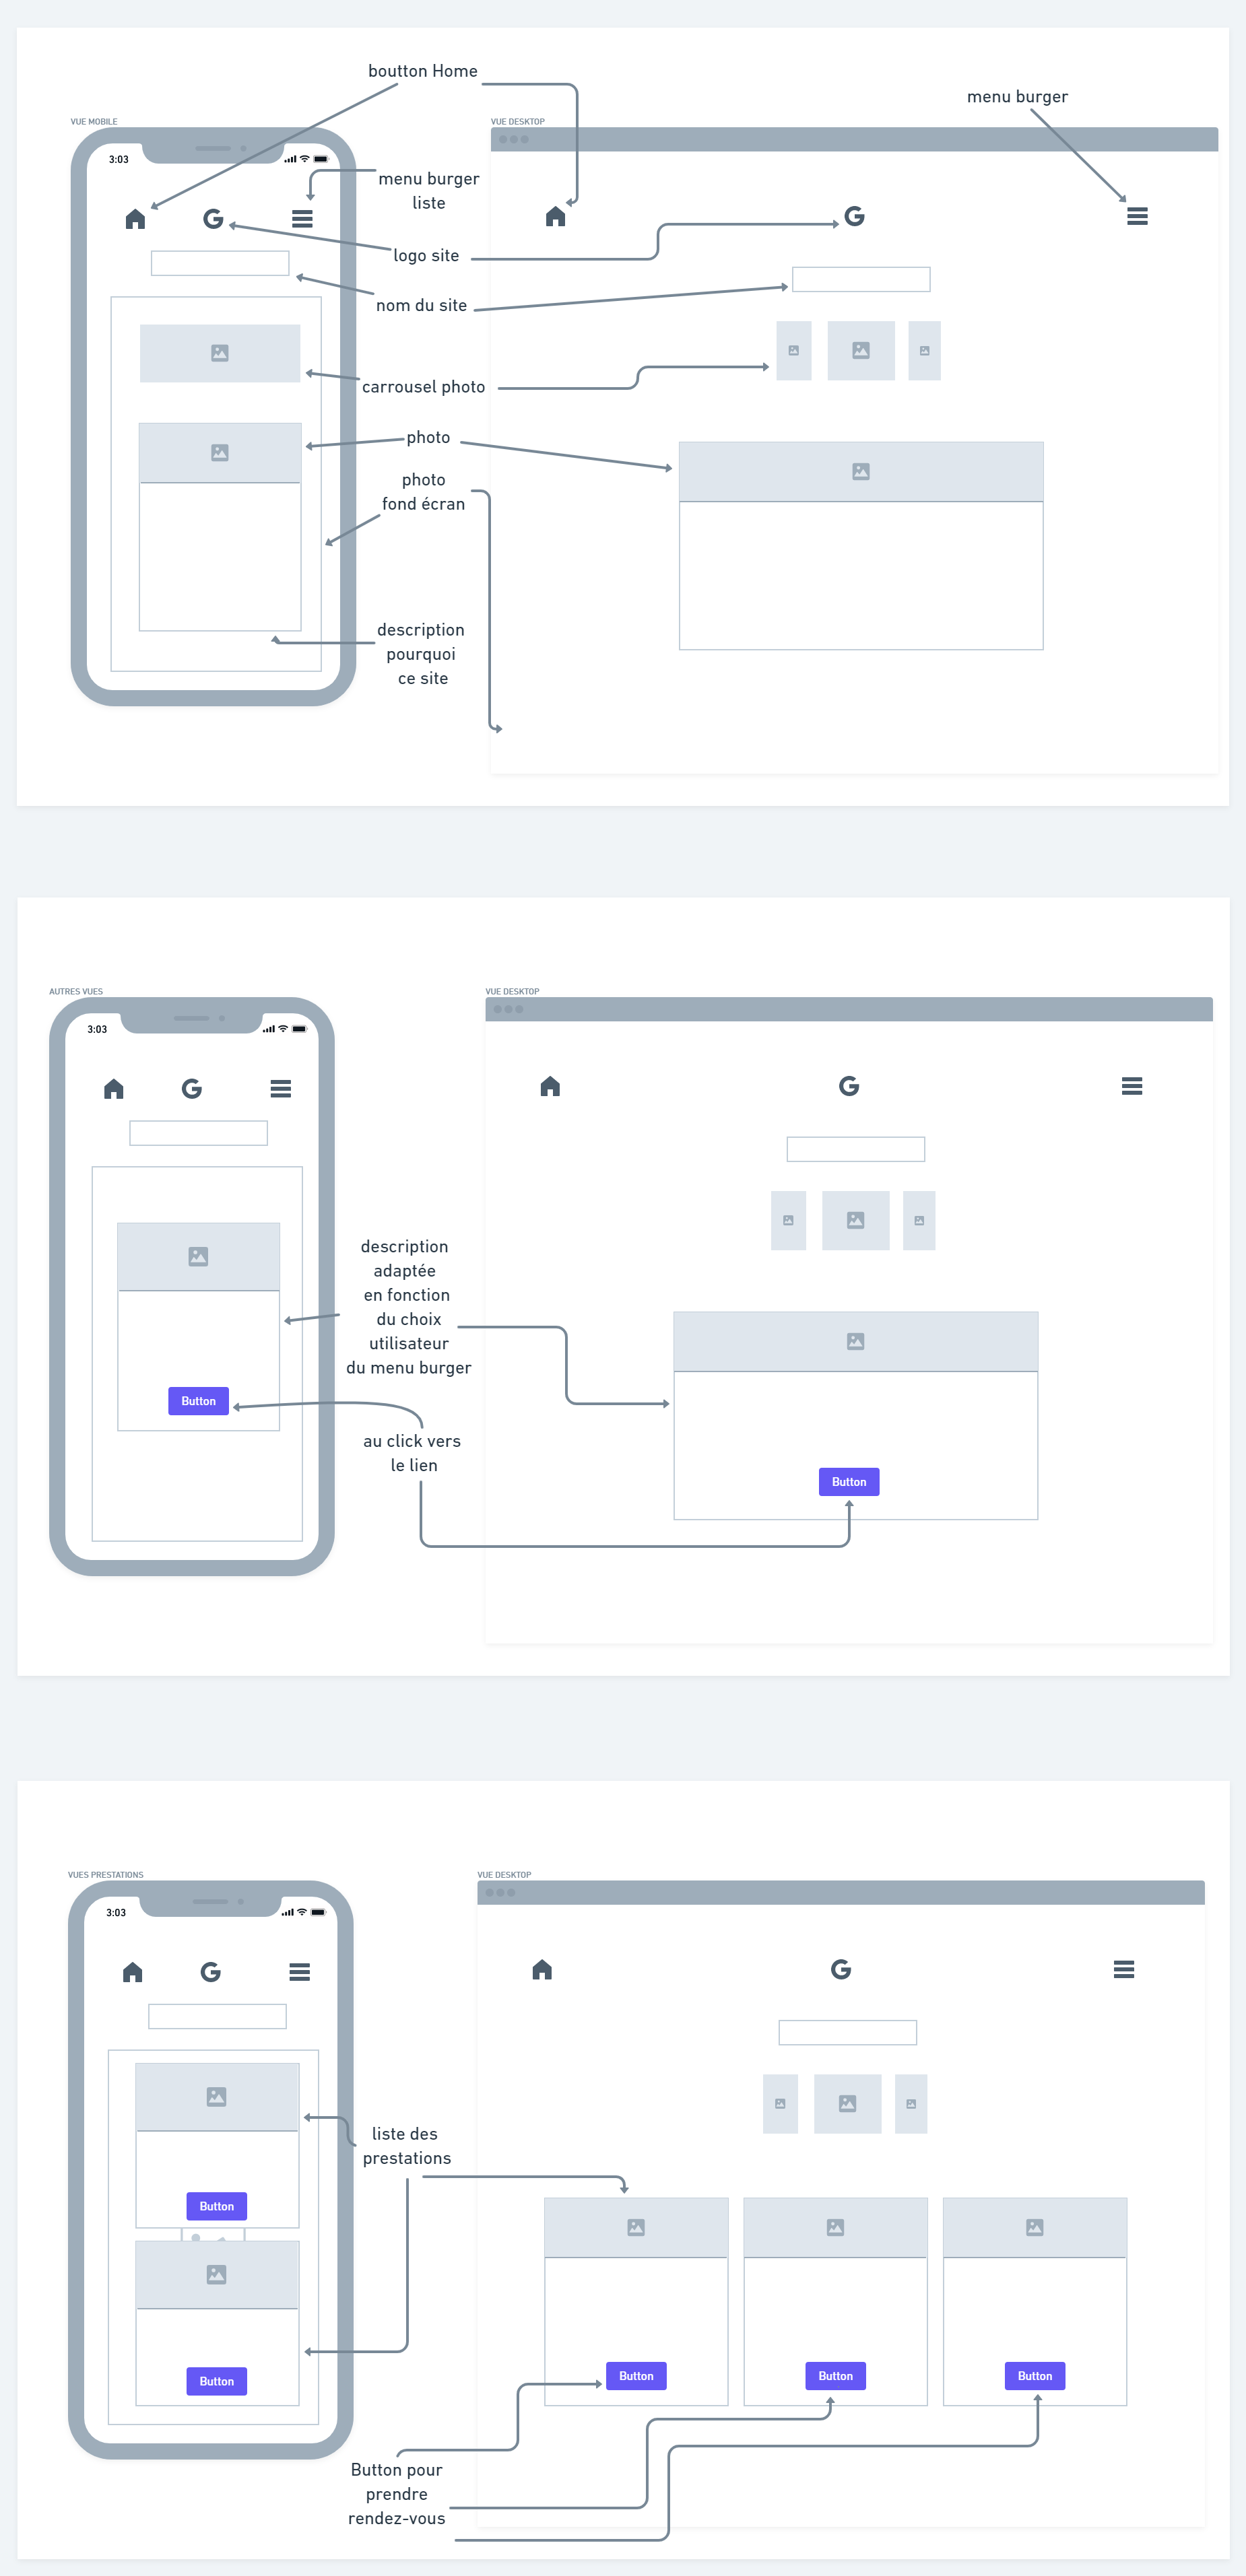 boutton Home
menu burger
VUE MOBILE
VUE DESKTOP
3:03
menu burger
liste
logo site
nom du site
carrousel photo
photo
photo
fond écran
description
pourquoi
ce site
AUTRES VUES
VUE DESKTOP
3:03
description
adaptée
en fonction
du choix
utilisateur
du menu burger
Button
au click vers
le lien
Button
VUES PRESTATIONS
VUE DESKTOP
3:03
liste des
prestations
Button
Button
Button
Button
Button
Button pour
prendre
rendez-vous